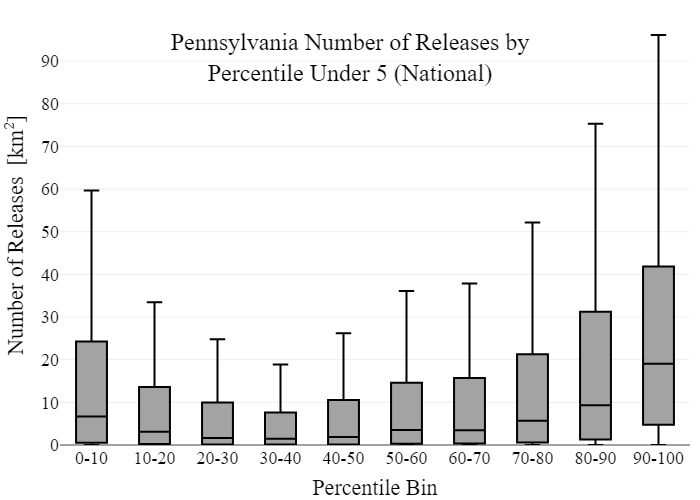 Pennsylvania Number of Releases by
Percentile Under 5 (National)
Number of Releases [km²]
90
80
70
60
50
40
30
20
10
0
0-10 10-20 20-30 30-40 40-50 50-60 60-70 70-80 80-90 90-100
Percentile Bin